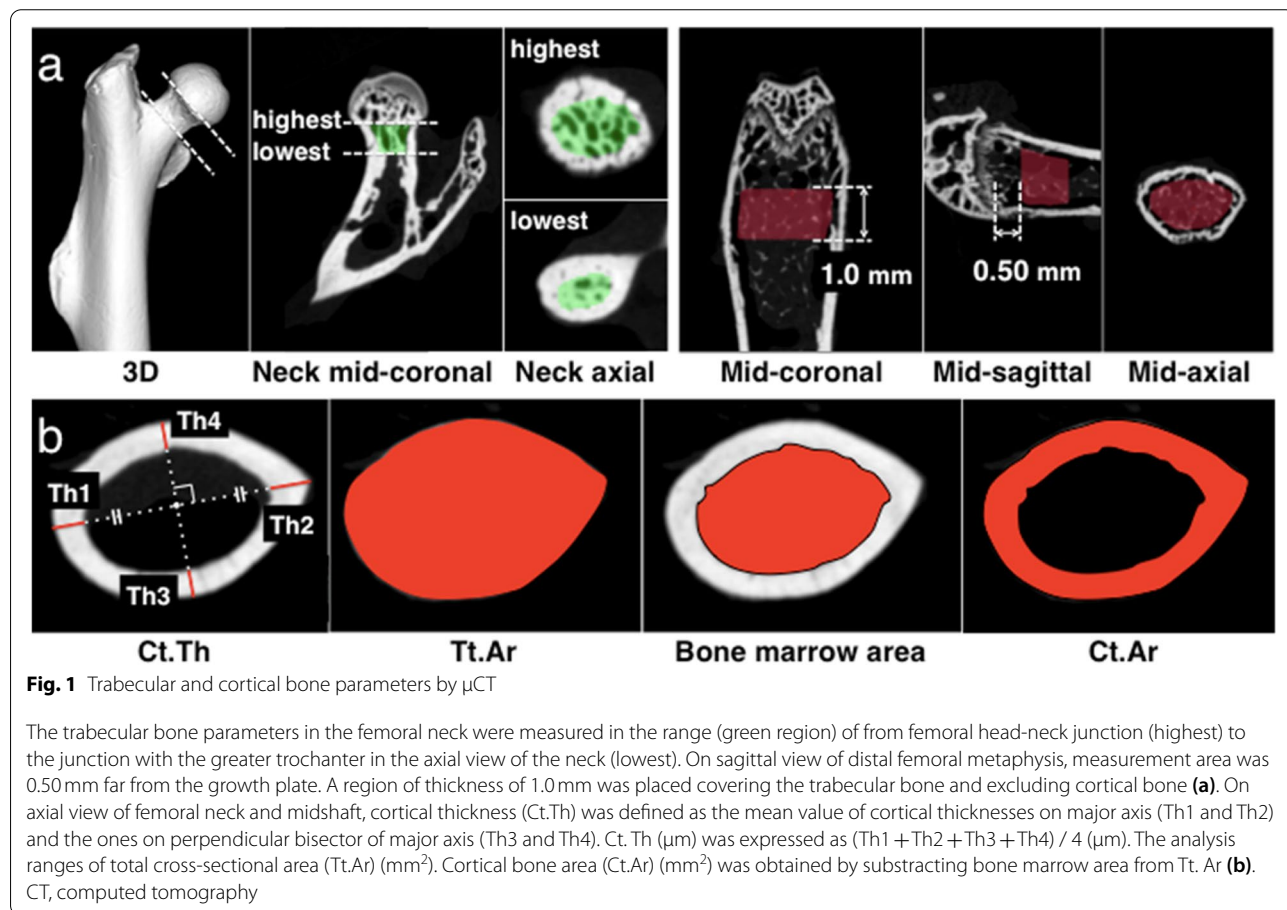 a
highest
lowest
highest
lowest
1.0 mm
0.50 mm
3D
Neck mid-coronal
Neck axial
Mid-coronal
Mid-sagittal
Mid-axial
b
Th4
Th1
Th2
Th3
Ct.Th
Tt.Ar
Bone marrow area
Ct.Ar
Fig. 1 Trabecular and cortical bone parameters by μCT
The trabecular bone parameters in the femoral neck were measured in the range (green region) of from femoral head-neck junction (highest) to
the junction with the greater trochanter in the axial view of the neck (lowest). On sagittal view of distal femoral metaphysis, measurement area was
0.50 mm far from the growth plate. A region of thickness of 1.0 mm was placed covering the trabecular bone and excluding cortical bone (a). On
axial view of femoral neck and midshaft, cortical thickness (Ct.Th) was defined as the mean value of cortical thicknesses on major axis (Th1 and Th2)
and the ones on perpendicular bisector of major axis (Th3 and Th4). Ct. Th (μm) was expressed as (Th1 + Th2 + Th3 + Th4) / 4 (μm). The analysis
ranges of total cross-sectional area (Tt.Ar) (mm²). Cortical bone area (Ct.Ar) (mm²) was obtained by substracting bone marrow area from Tt. Ar (b).
CT, computed tomography